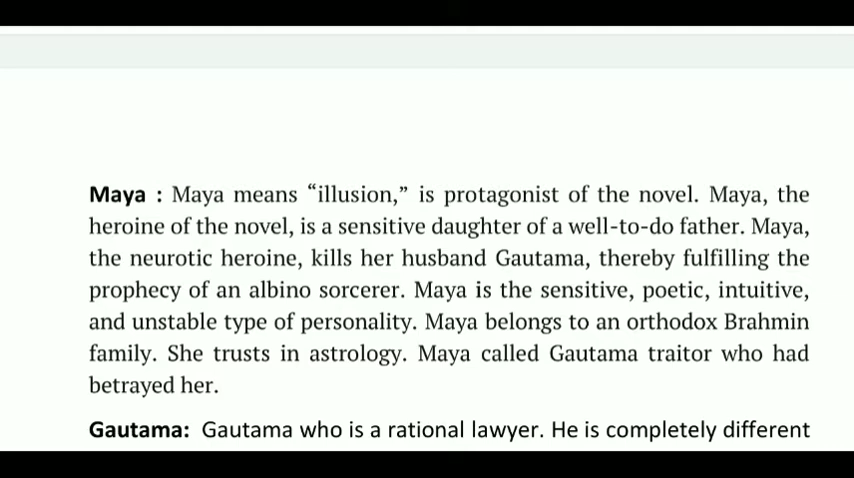 Maya : Maya means “illusion,” is protagonist of the novel. Maya, the
heroine of the novel, is a sensitive daughter of a well-to-do father. Maya,
the neurotic heroine, kills her husband Gautama, thereby fulfilling the
prophecy of an albino sorcerer. Maya is the sensitive, poetic, intuitive,
and unstable type of personality. Maya belongs to an orthodox Brahmin
family. She trusts in astrology. Maya called Gautama traitor who had
betrayed her.
Gautama: Gautama who is a rational lawyer. He is completely different